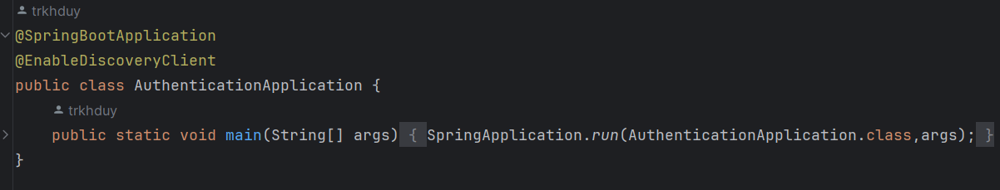 trkhduy
@SpringBootApplication
@EnableDiscoveryClient
public class AuthenticationApplication {
trkhduy
public static void main(String[] args) { SpringApplication.run(AuthenticationApplication.class,args); }
}